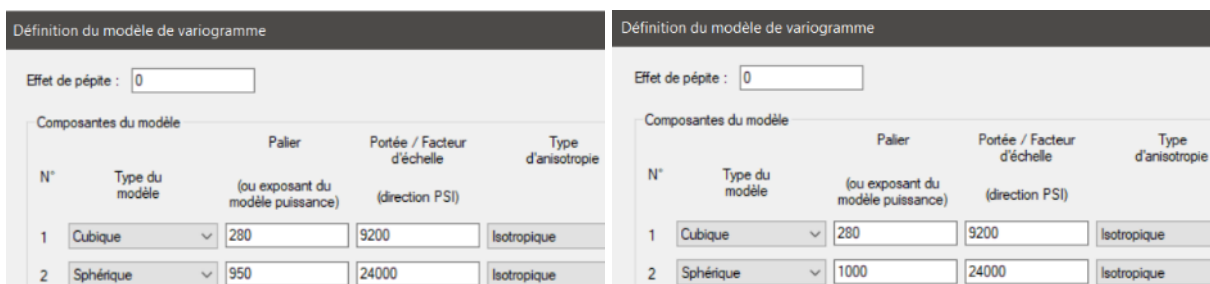 Définition du modèle de variogramme
Effet de pépite : 0
Composantes du modèle
N° Type du modèle Palier (ou exposant du modèle puissance) Portée / Facteur d'échelle (direction PSI) Type d'anisotropie
1 Cubique 280 9200 Isotropique
2 Sphérique 950 24000 Isotropique
Définition du modèle de variogramme
Effet de pépite : 0
Composantes du modèle
N° Type du modèle Palier (ou exposant du modèle puissance) Portée / Facteur d'échelle (direction PSI) Type d'anisotropie
1 Cubique 280 9200 Isotropique
2 Sphérique 1000 24000 Isotropique